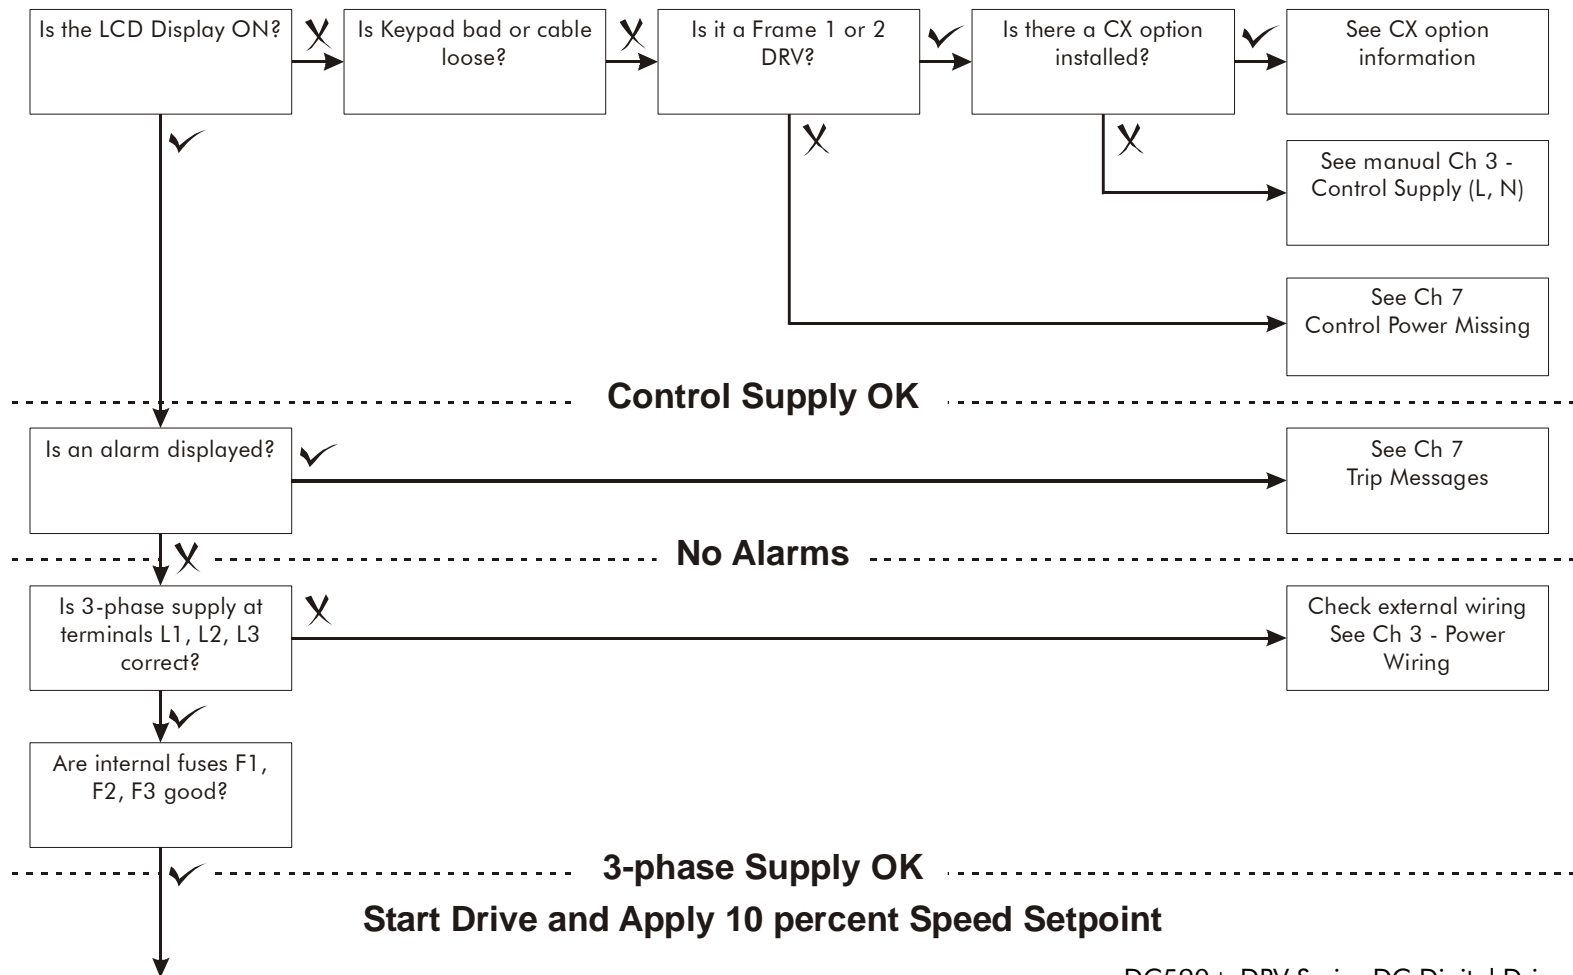 Is the LCD Display ON?
Is Keypad bad or cable
loose?
Is it a Frame 1 or 2
DRV?
Is there a CX option
installed?
See CX option
information
See manual Ch 3 -
Control Supply (L, N)
See Ch 7
Control Power Missing
Control Supply OK
Is an alarm displayed?
See Ch 7
Trip Messages
No Alarms
Is 3-phase supply at
terminals L1, L2, L3
correct?
Check external wiring
See Ch 3 - Power
Wiring
Are internal fuses F1,
F2, F3 good?
3-phase Supply OK
Start Drive and Apply 10 percent Speed Setpoint
DRV Series DC Digital